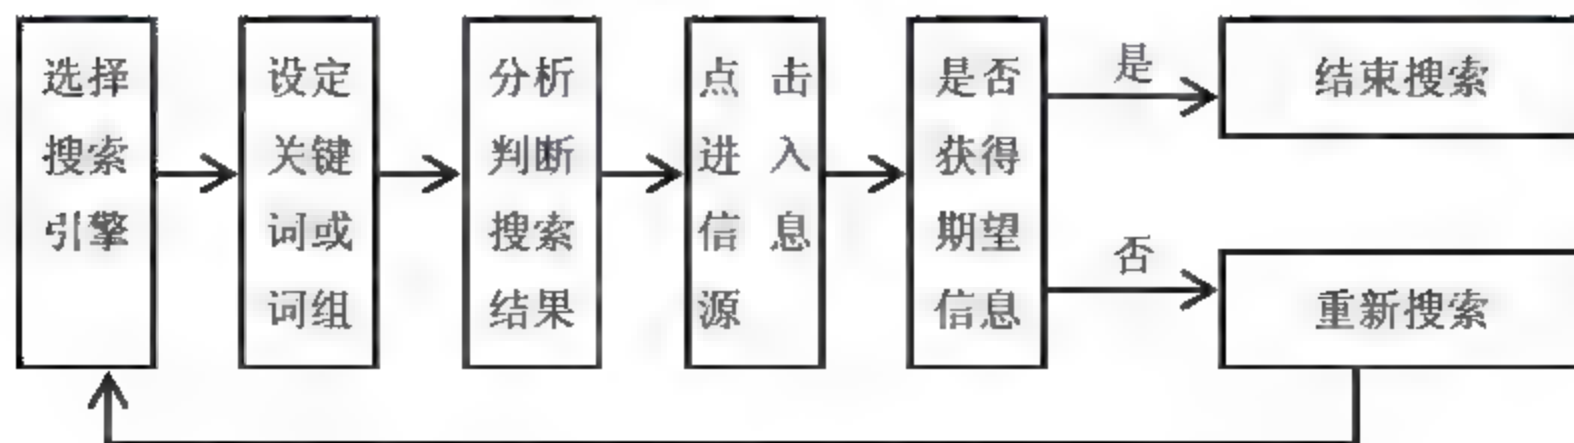 选择
搜索
引擎
设定
关键
词或
词组
分析
判断
搜索
结果
点击
进入
信息
源
是否
获得
期望
信息
是
结束搜索
否
重新搜索